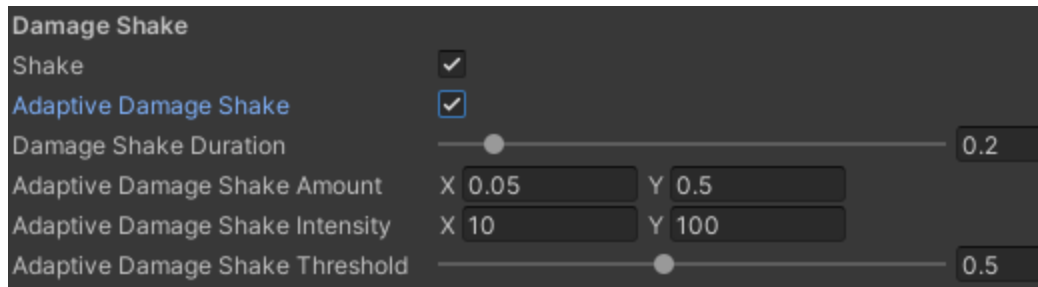 Damage Shake
Shake
Adaptive Damage Shake
Damage Shake Duration 0.2
Adaptive Damage Shake Amount X 0.05 Y 0.5
Adaptive Damage Shake Intensity X 10 Y 100
Adaptive Damage Shake Threshold 0.5